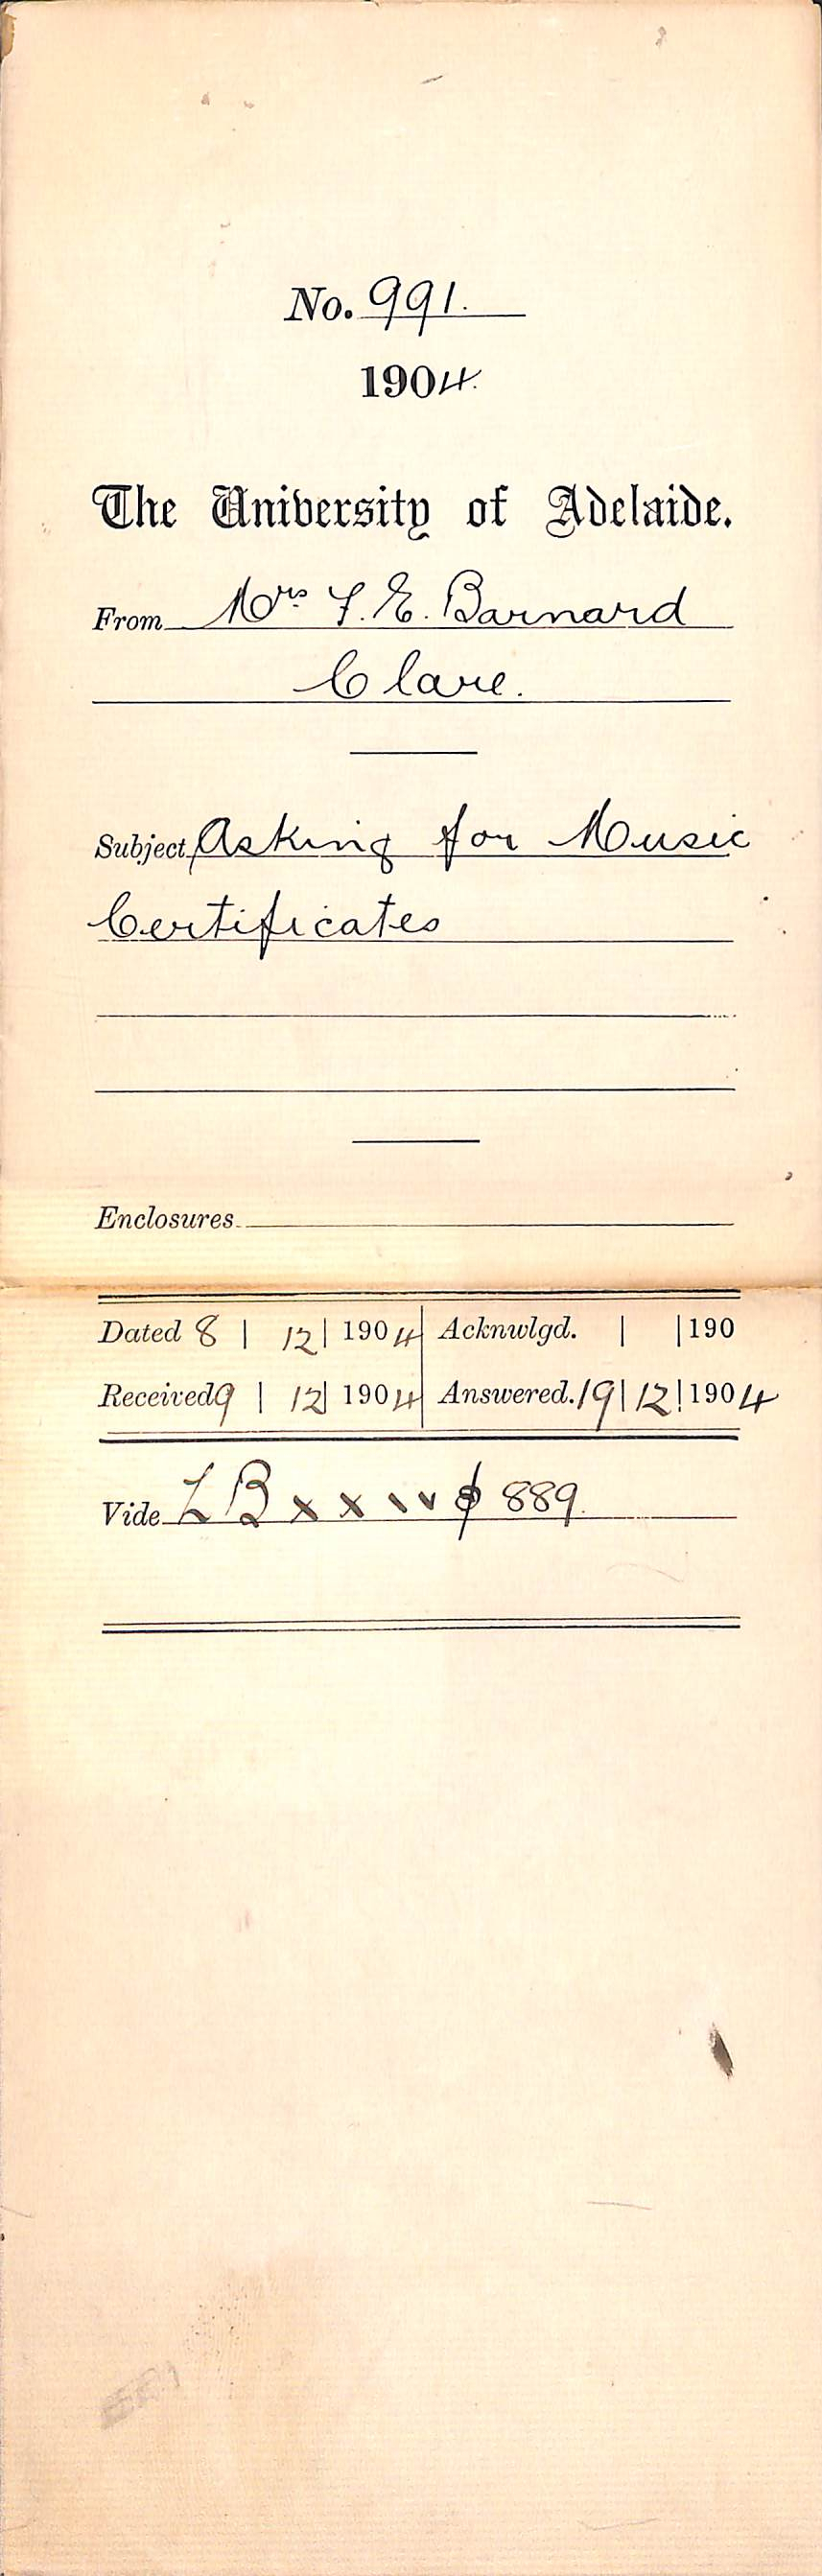 No. 991.
1904.
The University of Adelaide.
From Mrs. F. E. Barnard
Clare.
Subject Asking for Music
Certificates
Enclosures
Dated 8 | 12 | 1904 Acknwlgd. | | 190
Received 9 | 12 | 1904 Answered. 19 | 12 | 1904
Vide LB xxiv p 889.